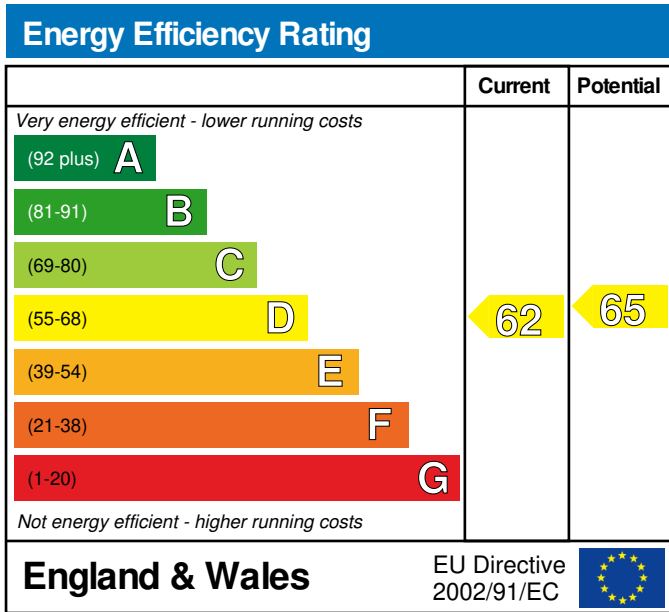 Energy Efficiency Rating
Current Potential
Very energy efficient - lower running costs
(92 plus) A
(81-91) B
(69-80) C
(55-68) D
62 65
(39-54) E
(21-38) F
(1-20) G
Not energy efficient - higher running costs
England & Wales
EU Directive
2002/91/EC